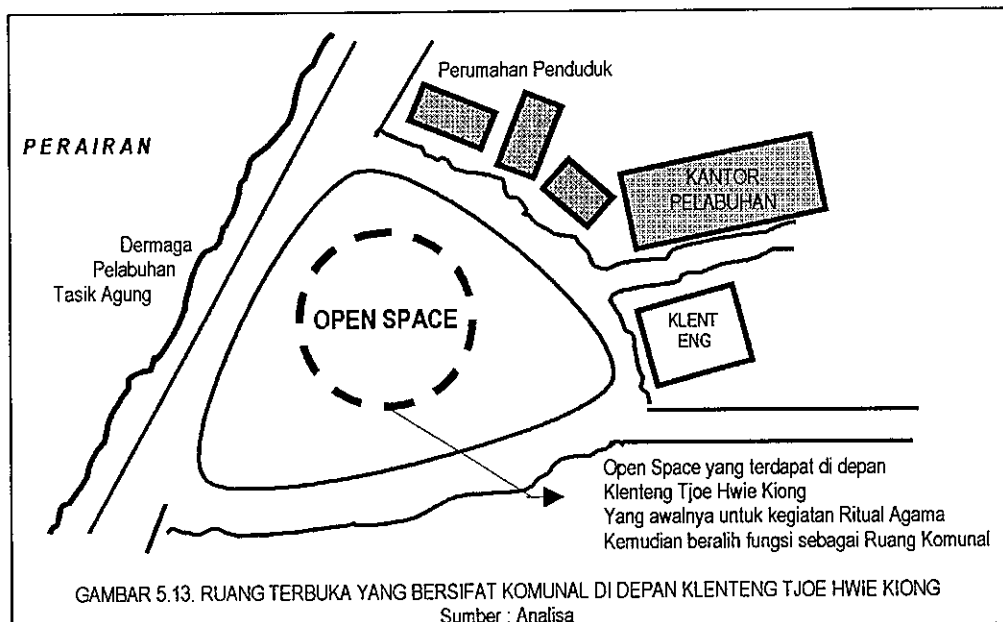 Perumahan Penduduk
PERAIRAN
KANTOR
PELABUHAN
Dermaga
Pelabuhan
Tasik Agung
OPEN SPACE
KLENT
ENG
Open Space yang terdapat di depan
Klenteng Tjoe Hwie Kiong
Yang awalnya untuk kegiatan Ritual Agama
Kemudian beralih fungsi sebagai Ruang Komunal
GAMBAR 5.13. RUANG TERBUKA YANG BERSIFAT KOMUNAL DI DEPAN KLENTENG TJOE HWIE KIONG
Sumber : Analisa